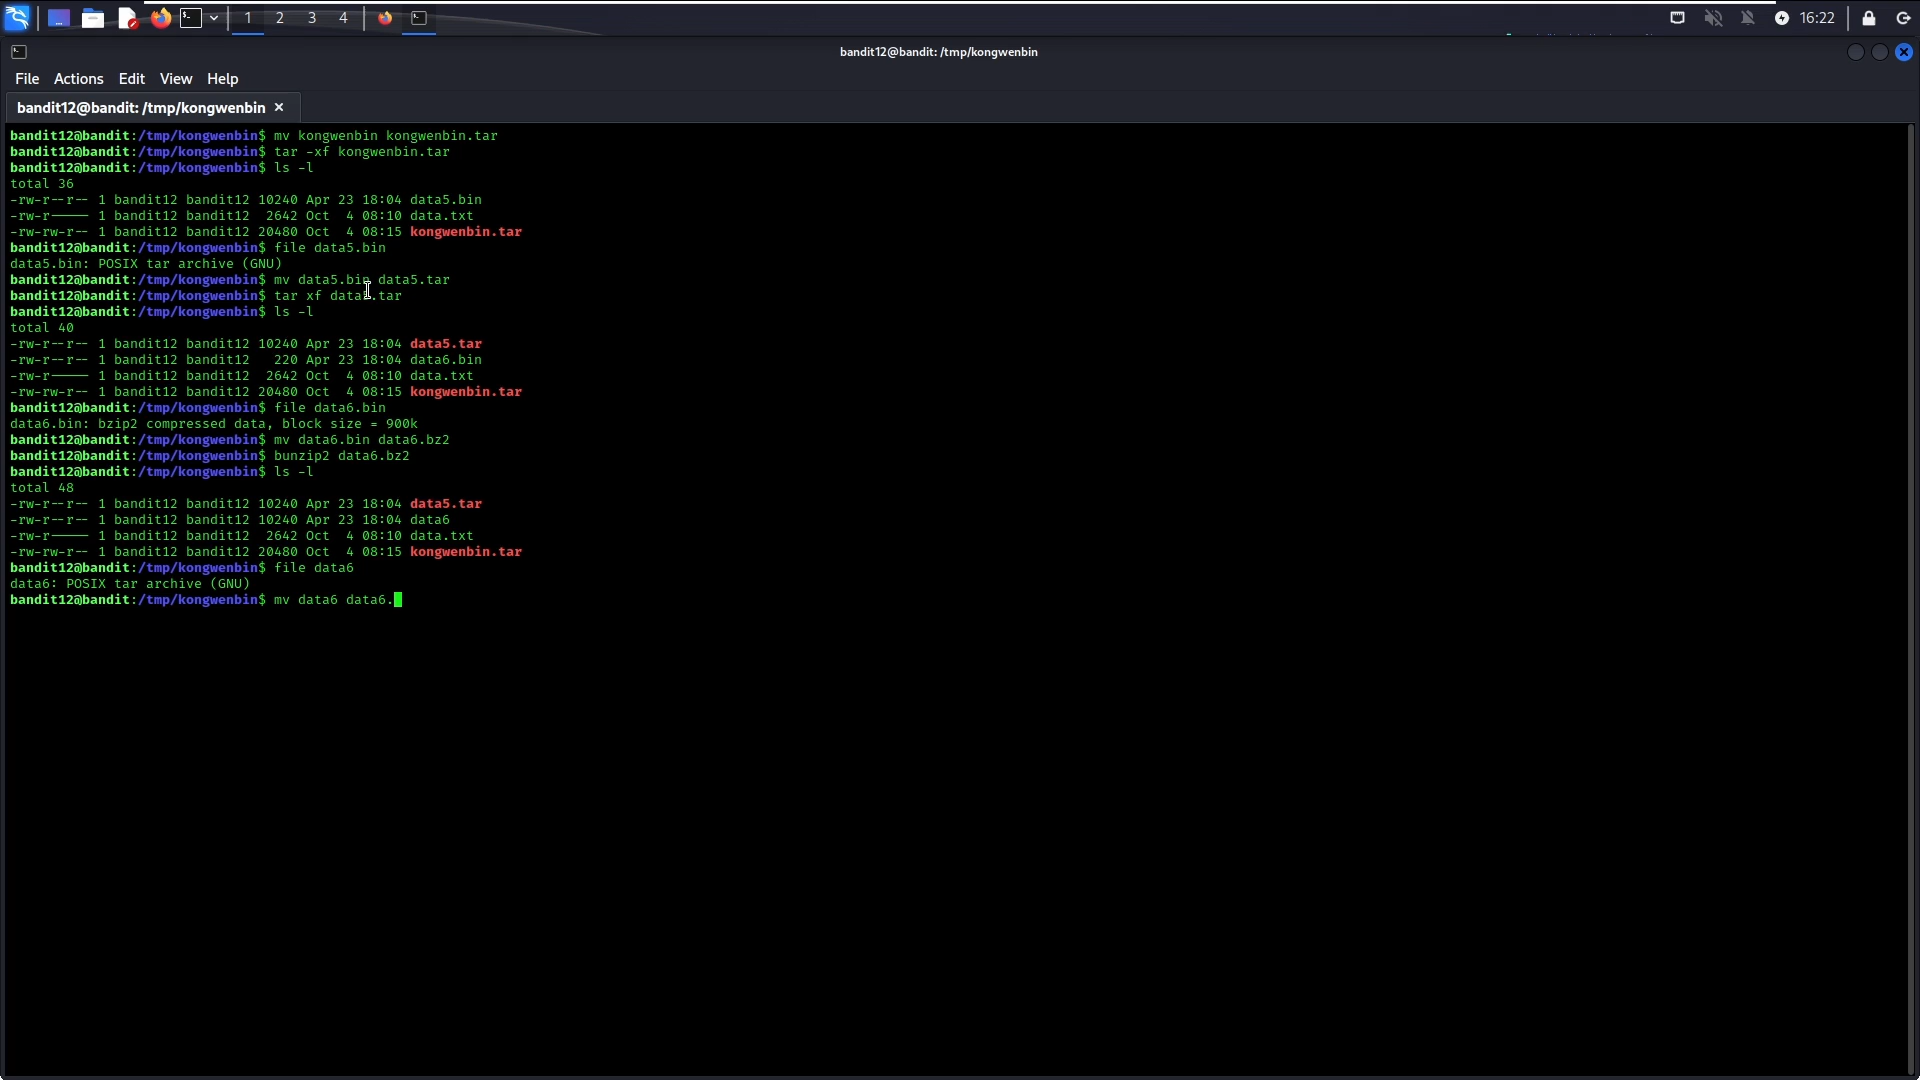 1 2 3 4 16:22
bandit12@bandit: /tmp/kongwenbin
File Actions Edit View Help
bandit12@bandit: /tmp/kongwenbin ×
bandit12@bandit:/tmp/kongwenbin$ mv kongwenbin kongwenbin.tar
bandit12@bandit:/tmp/kongwenbin$ tar -xf kongwenbin.tar
bandit12@bandit:/tmp/kongwenbin$ ls -l
total 36
-rw-r--r-- 1 bandit12 bandit12 10240 Apr 23 18:04 data5.bin
-rw-r----- 1 bandit12 bandit12  2642 Oct  4 08:10 data.txt
-rw-rw-r-- 1 bandit12 bandit12 20480 Oct  4 08:15 kongwenbin.tar
bandit12@bandit:/tmp/kongwenbin$ file data5.bin
data5.bin: POSIX tar archive (GNU)
bandit12@bandit:/tmp/kongwenbin$ mv data5.bin data5.tar
bandit12@bandit:/tmp/kongwenbin$ tar xf data5.tar
bandit12@bandit:/tmp/kongwenbin$ ls -l
total 40
-rw-r--r-- 1 bandit12 bandit12 10240 Apr 23 18:04 data5.tar
-rw-r--r-- 1 bandit12 bandit12   220 Apr 23 18:04 data6.bin
-rw-r----- 1 bandit12 bandit12  2642 Oct  4 08:10 data.txt
-rw-rw-r-- 1 bandit12 bandit12 20480 Oct  4 08:15 kongwenbin.tar
bandit12@bandit:/tmp/kongwenbin$ file data6.bin
data6.bin: bzip2 compressed data, block size = 900k
bandit12@bandit:/tmp/kongwenbin$ mv data6.bin data6.bz2
bandit12@bandit:/tmp/kongwenbin$ bunzip2 data6.bz2
bandit12@bandit:/tmp/kongwenbin$ ls -l
total 48
-rw-r--r-- 1 bandit12 bandit12 10240 Apr 23 18:04 data5.tar
-rw-r--r-- 1 bandit12 bandit12 10240 Apr 23 18:04 data6
-rw-r----- 1 bandit12 bandit12  2642 Oct  4 08:10 data.txt
-rw-rw-r-- 1 bandit12 bandit12 20480 Oct  4 08:15 kongwenbin.tar
bandit12@bandit:/tmp/kongwenbin$ file data6
data6: POSIX tar archive (GNU)
bandit12@bandit:/tmp/kongwenbin$ mv data6 data6.